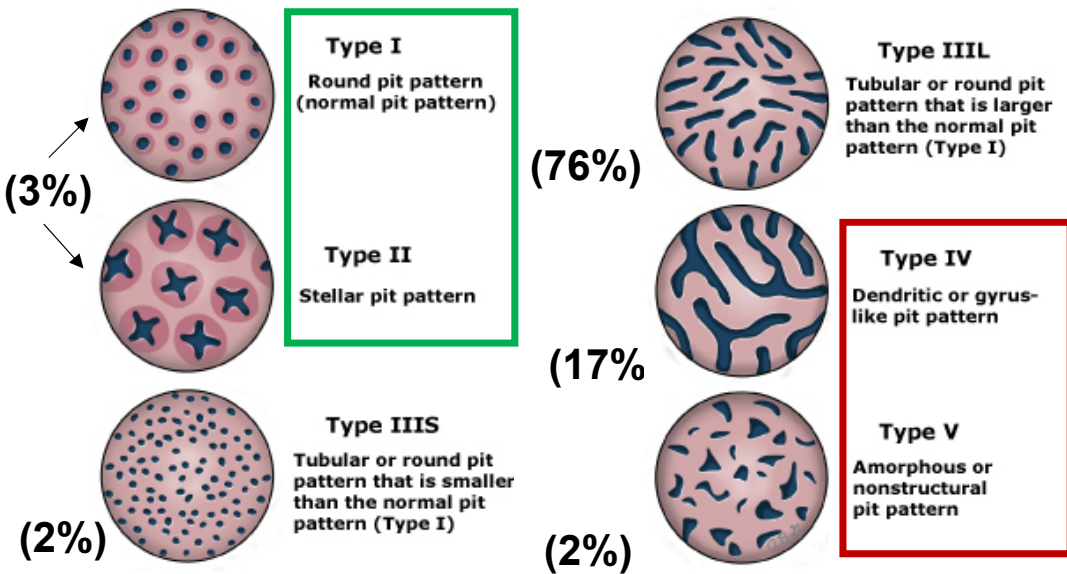 Type I
Round pit pattern
(normal pit pattern)
(3%)
Type II
Stellar pit pattern
Type IIIS
Tubular or round pit
pattern that is smaller
than the normal pit
pattern (Type I)
(2%)
Type IIIL
Tubular or round pit
pattern that is larger
than the normal pit
pattern (Type I)
(76%)
Type IV
Dendritic or gyrus-
like pit pattern
(17%
Type V
Amorphous or
nonstructural
pit pattern
(2%)